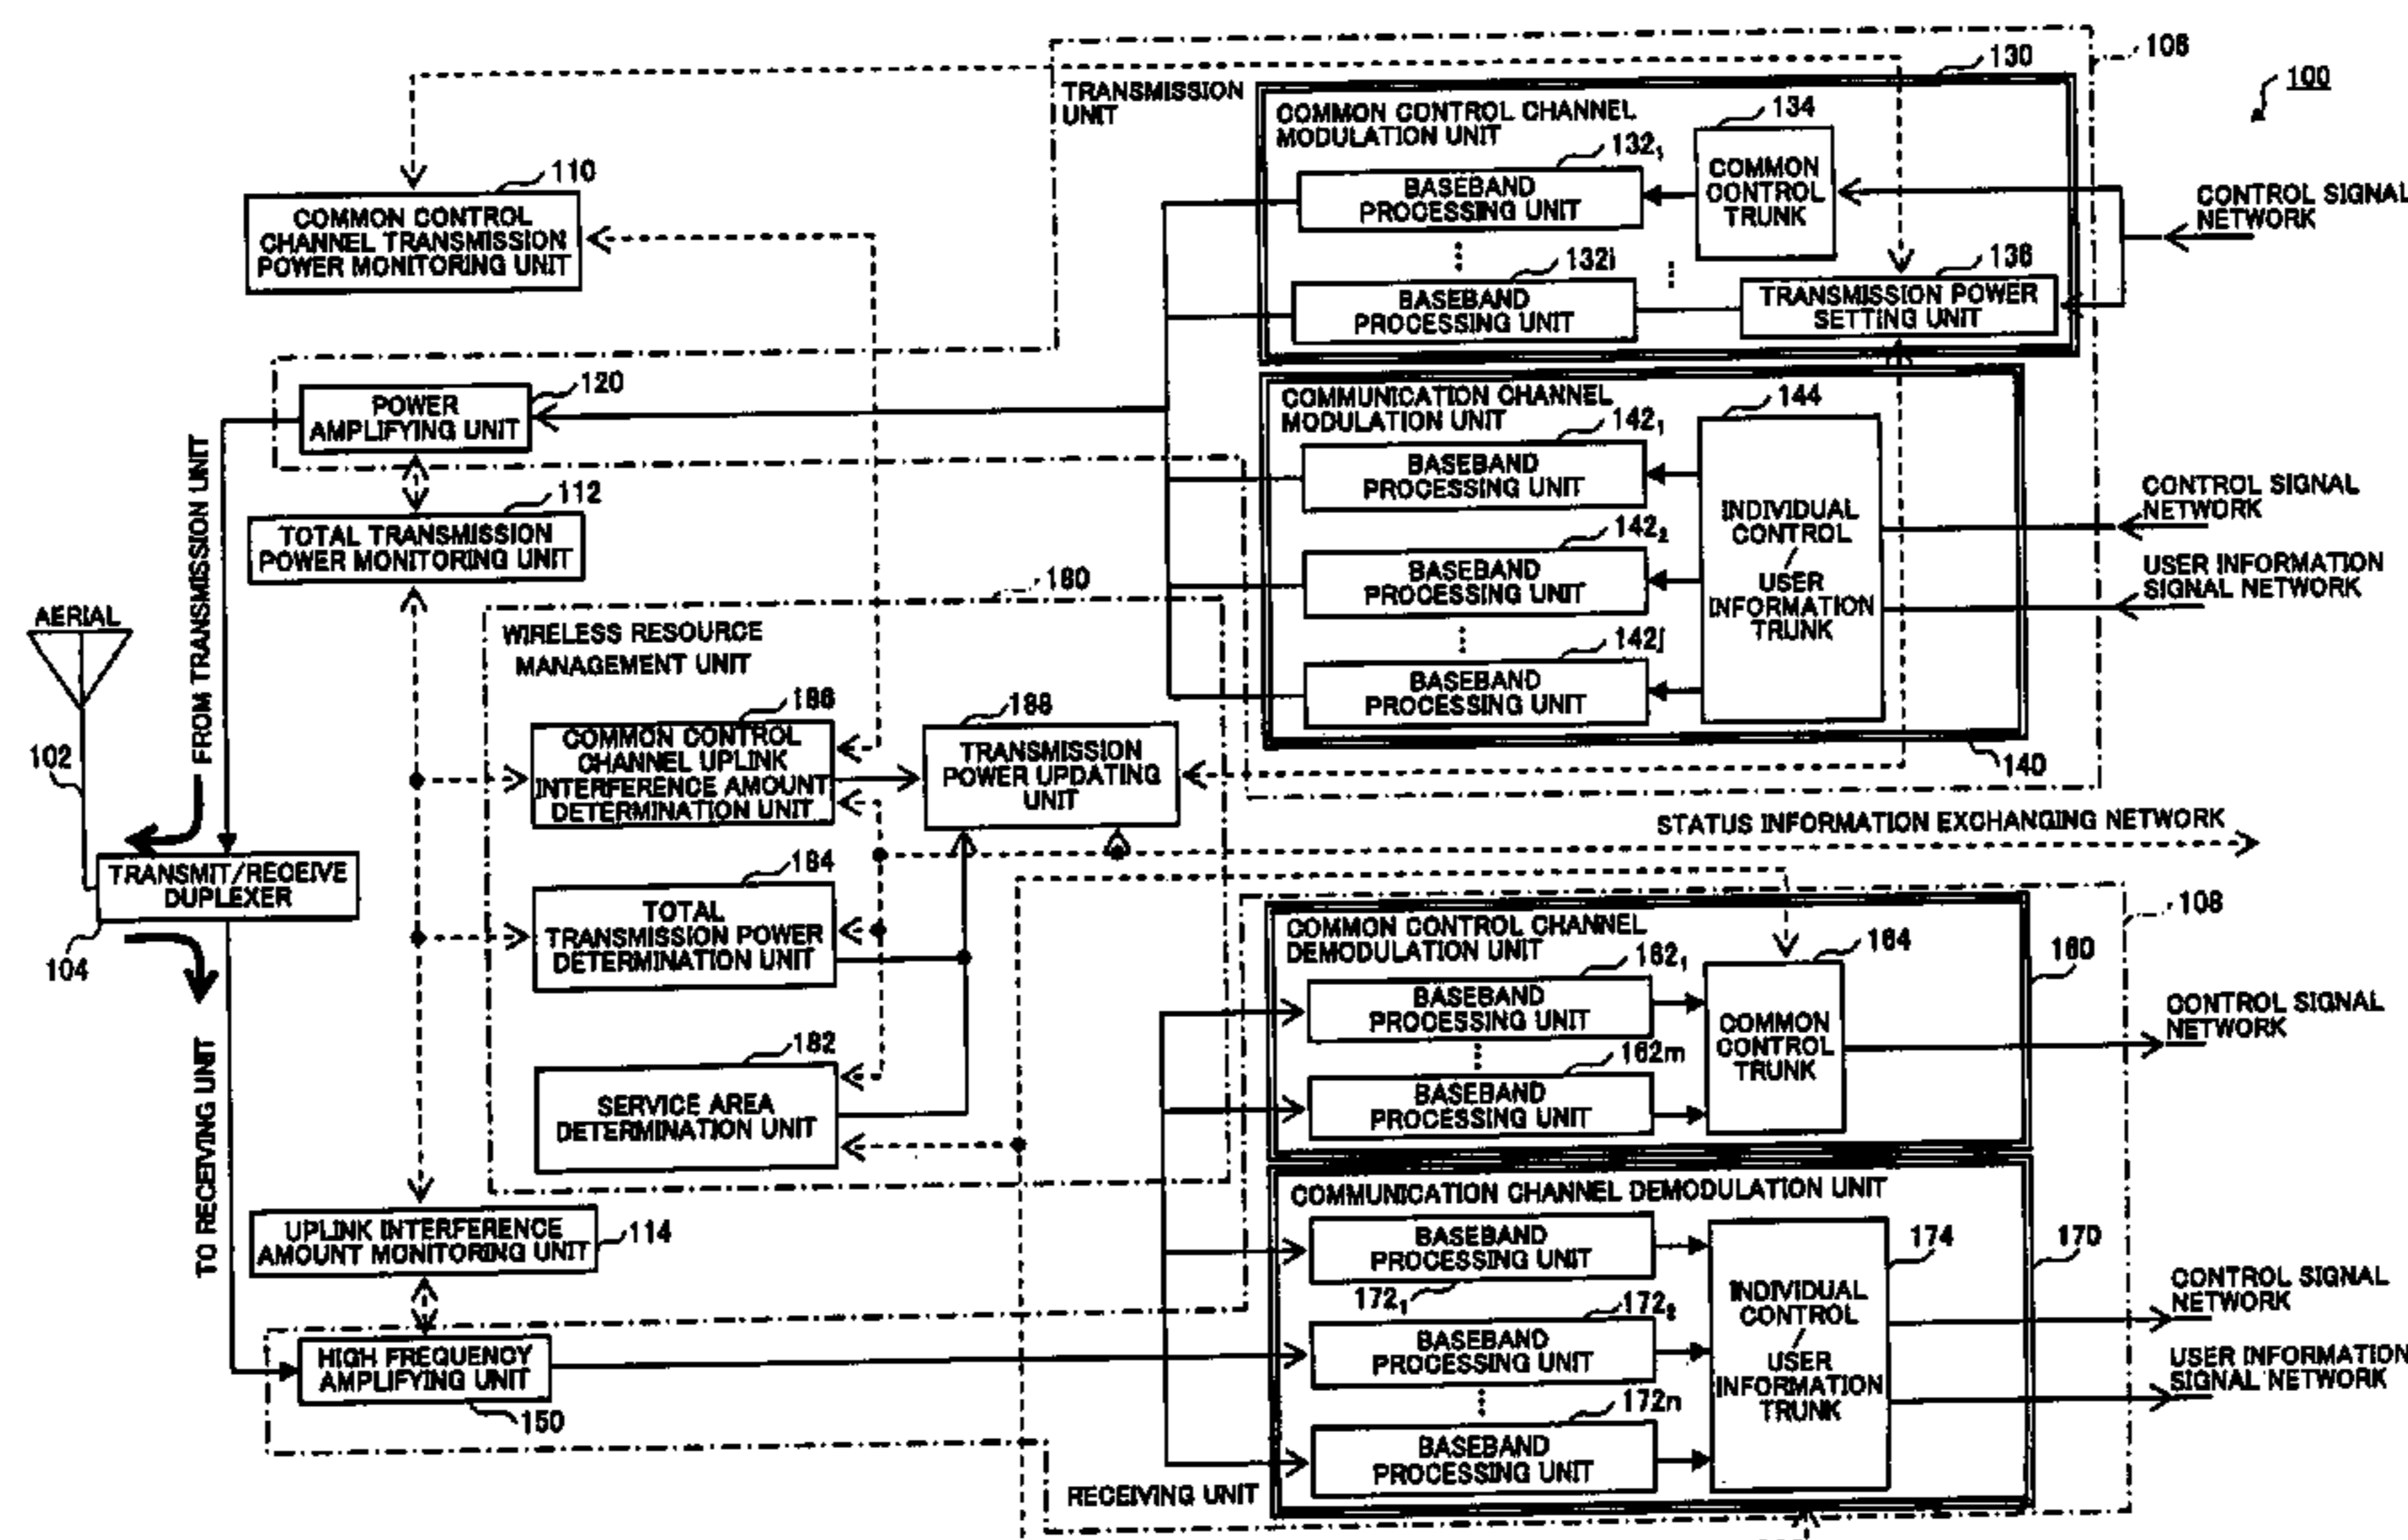 106
100
TRANSMISSION
UNIT
130
COMMON CONTROL CHANNEL
MODULATION UNIT
134
132₁
BASEBAND
PROCESSING UNIT
COMMON
CONTROL
TRUNK
CONTROL SIGNAL
NETWORK
132i
BASEBAND
PROCESSING UNIT
136
TRANSMISSION POWER
SETTING UNIT
110
COMMON CONTROL
CHANNEL TRANSMISSION
POWER MONITORING UNIT
120
POWER
AMPLIFYING UNIT
COMMUNICATION CHANNEL
MODULATION UNIT
144
142₁
BASEBAND
PROCESSING UNIT
142₂
BASEBAND
PROCESSING UNIT
142j
BASEBAND
PROCESSING UNIT
INDIVIDUAL
CONTROL
/
USER
INFORMATION
TRUNK
CONTROL SIGNAL
NETWORK
USER INFORMATION
SIGNAL NETWORK
140
112
TOTAL TRANSMISSION
POWER MONITORING UNIT
FROM TRANSMISSION UNIT
AERIAL
102
TRANSMIT/RECEIVE
DUPLEXER
104
TO RECEIVING UNIT
180
WIRELESS RESOURCE
MANAGEMENT UNIT
186
COMMON CONTROL
CHANNEL UPLINK
INTERFERENCE AMOUNT
DETERMINATION UNIT
188
TRANSMISSION
POWER UPDATING
UNIT
184
TOTAL
TRANSMISSION POWER
DETERMINATION UNIT
182
SERVICE AREA
DETERMINATION UNIT
STATUS INFORMATION EXCHANGING NETWORK
108
COMMON CONTROL CHANNEL
DEMODULATION UNIT
164
160
162₁
BASEBAND
PROCESSING UNIT
162m
BASEBAND
PROCESSING UNIT
COMMON
CONTROL
TRUNK
CONTROL SIGNAL
NETWORK
COMMUNICATION CHANNEL DEMODULATION UNIT
BASEBAND
PROCESSING UNIT
172₁
174
170
172₂
BASEBAND
PROCESSING UNIT
172n
BASEBAND
PROCESSING UNIT
INDIVIDUAL
CONTROL
/
USER
INFORMATION
TRUNK
CONTROL SIGNAL
NETWORK
USER INFORMATION
SIGNAL NETWORK
UPLINK INTERFERENCE
AMOUNT MONITORING UNIT
114
HIGH FREQUENCY
AMPLIFYING UNIT
150
RECEIVING UNIT